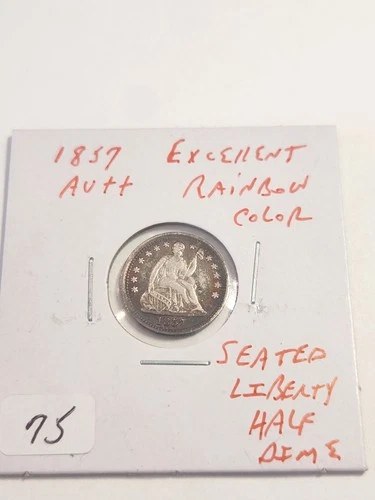 1857 EXCELLENT
AU++ RAINBOW
COLOR
SEATED
LIBERTY
HALF
DIME
75